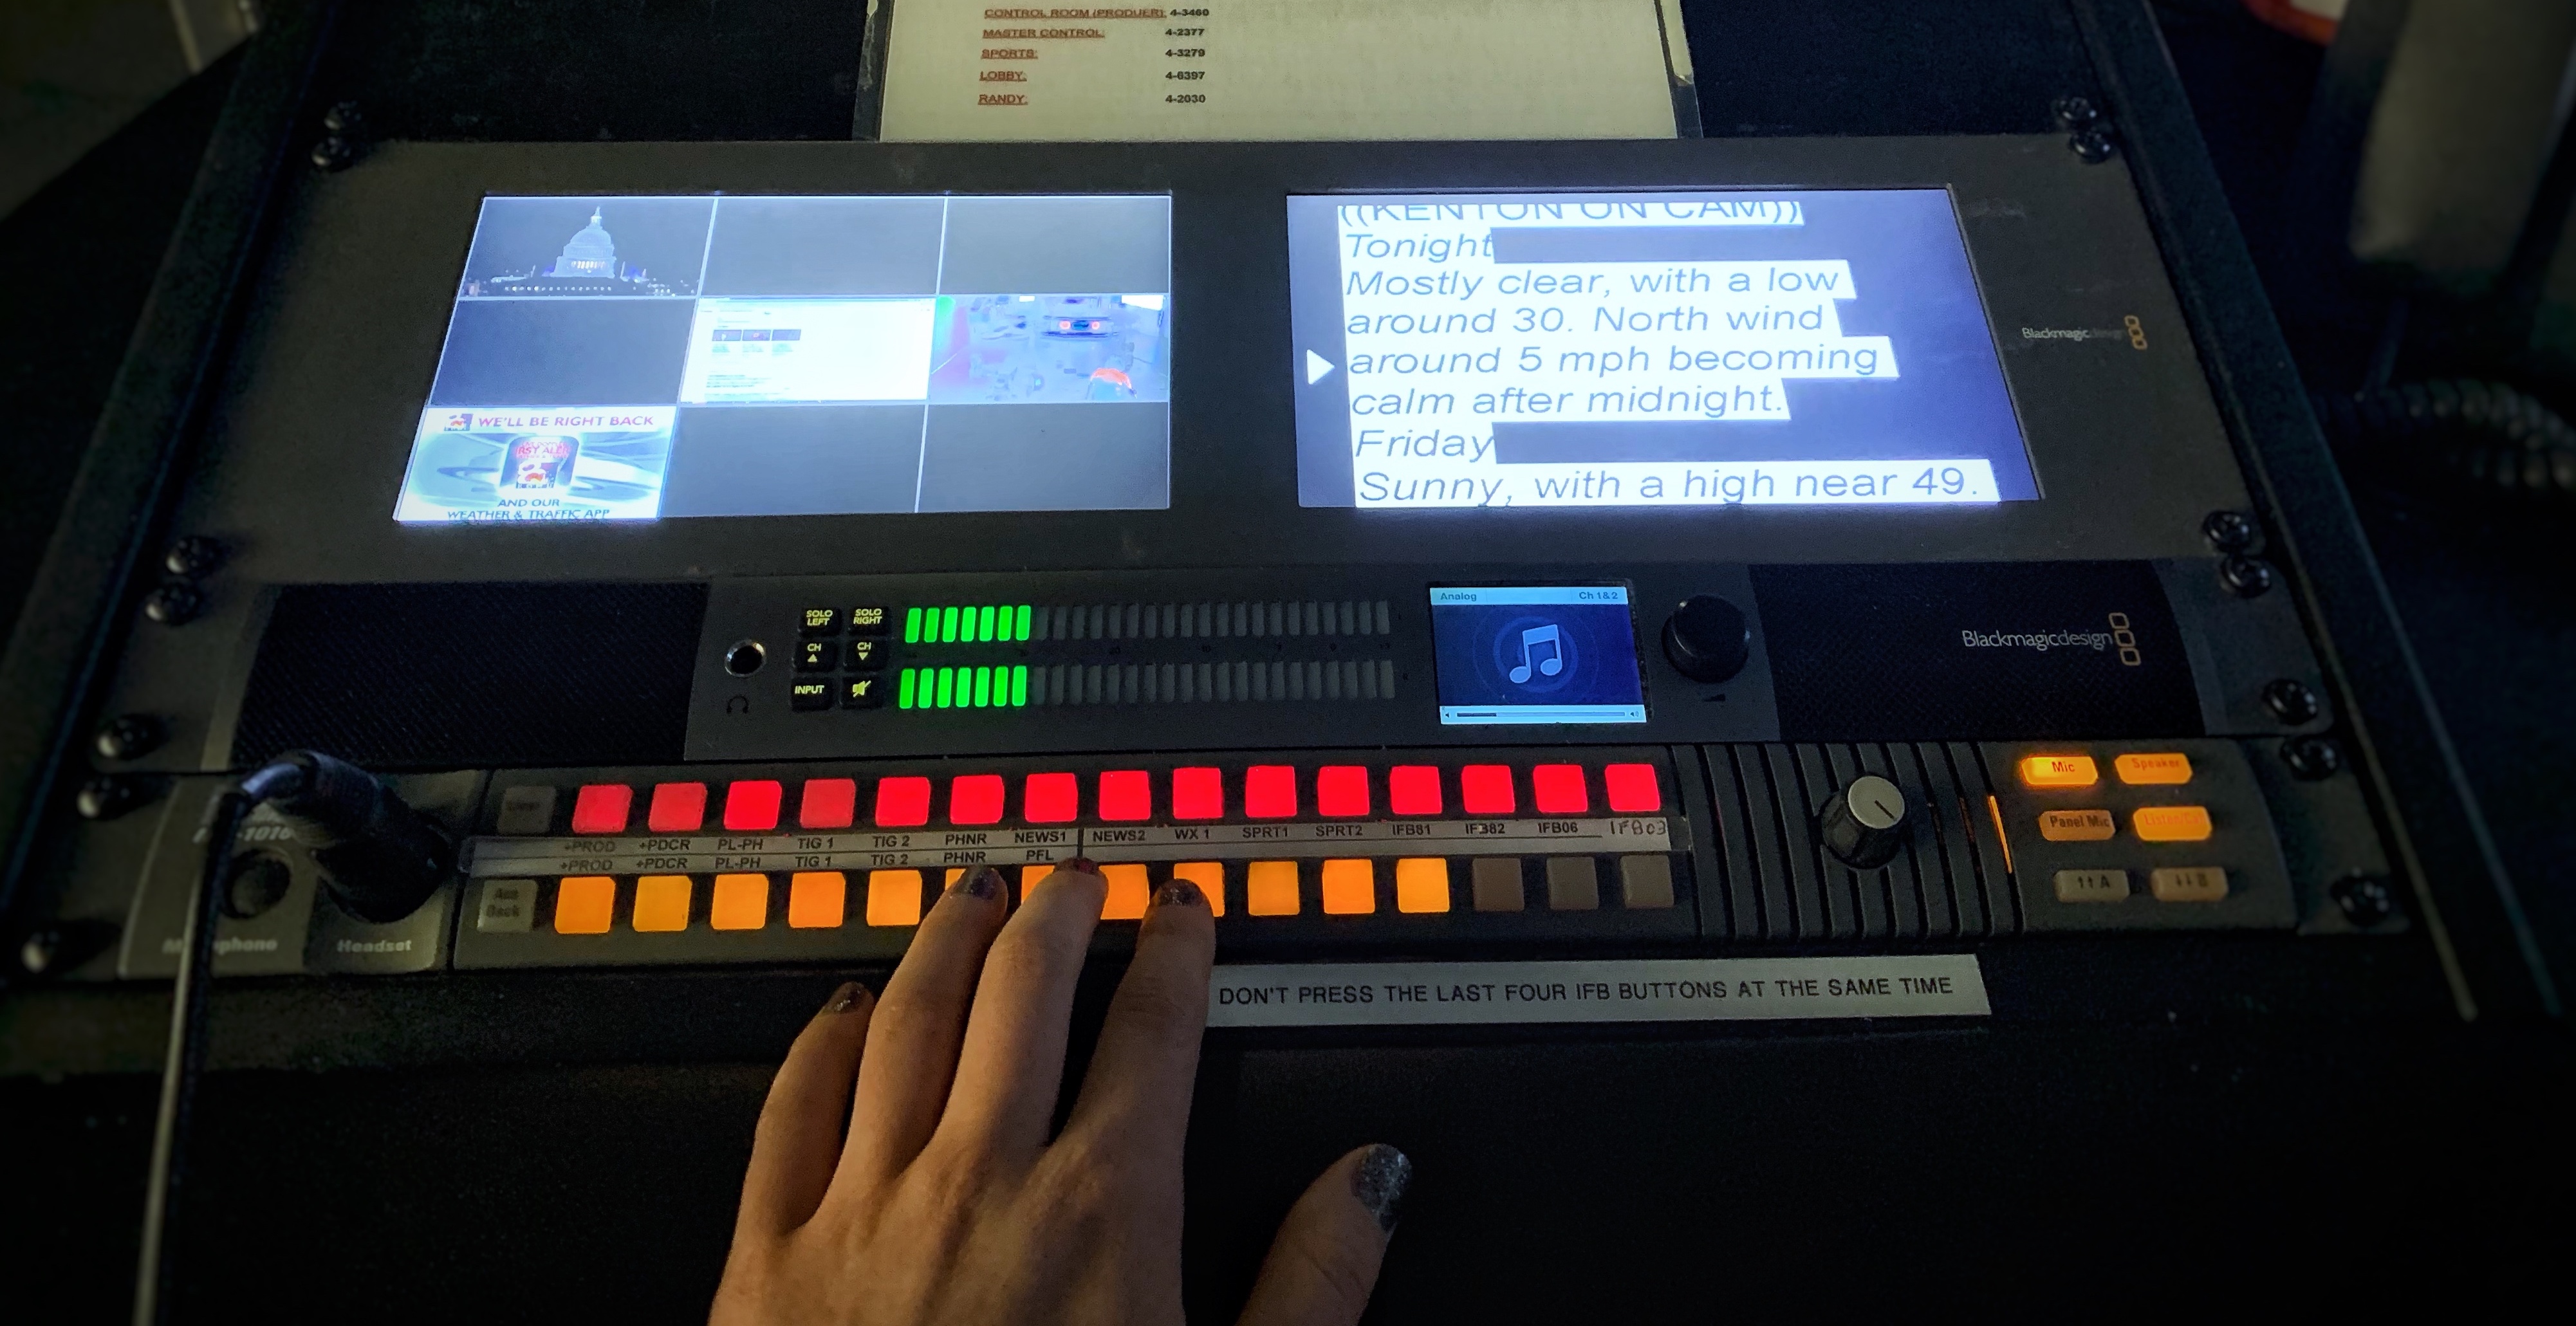 CONTROL ROOM (PRODUER): 4-3460
MASTER CONTROL: 4-2377
SPORTS: 4-3279
LOBBY: 4-6397
RANDY: 4-2030
WE'LL BE RIGHT BACK
AND OUR
WEATHER & TRAFFIC APP
((KENTON ON CAM))
Tonight
Mostly clear, with a low
around 30. North wind
around 5 mph becoming
calm after midnight.
Friday
Sunny, with a high near 49.
Blackmagicdesign
SOLO LEFT SOLO RIGHT
CH CH
INPUT
Analog Ch 1&2
Blackmagicdesign
Mic Speaker
Panel Mic
+PROD +PDCR PL-PH TIG 1 TIG 2 PHNR NEWS1 NEWS2 WX 1 SPRT1 SPRT2 IFB81 IFB82 IFB06 IFB03
+PROD +PDCR PL-PH TIG 1 TIG 2 PHNR PFL
Microphone Headset
DON'T PRESS THE LAST FOUR IFB BUTTONS AT THE SAME TIME